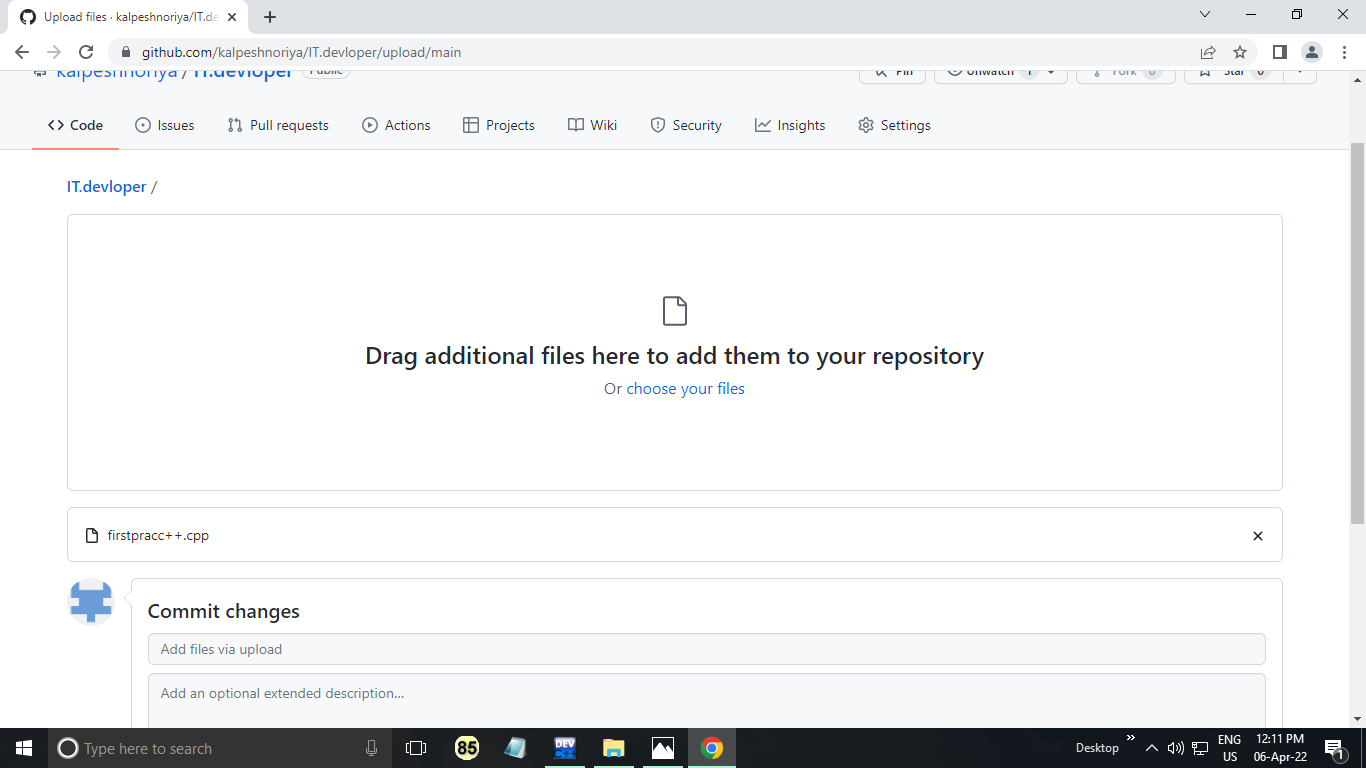 Upload files · kalpeshnoriya/IT.de
github.com/kalpeshnoriya/IT.devloper/upload/main
kalpeshnoriya / IT.devloper Public
Pin Unwatch 1 Fork 0 Star 0
Code Issues Pull requests Actions Projects Wiki Security Insights Settings
IT.devloper /
Drag additional files here to add them to your repository
Or choose your files
firstpracc++.cpp
Commit changes
Add files via upload
Add an optional extended description...
Type here to search 85 DEV C++ Desktop » ENG 12:11 PM
US 06-Apr-22 1